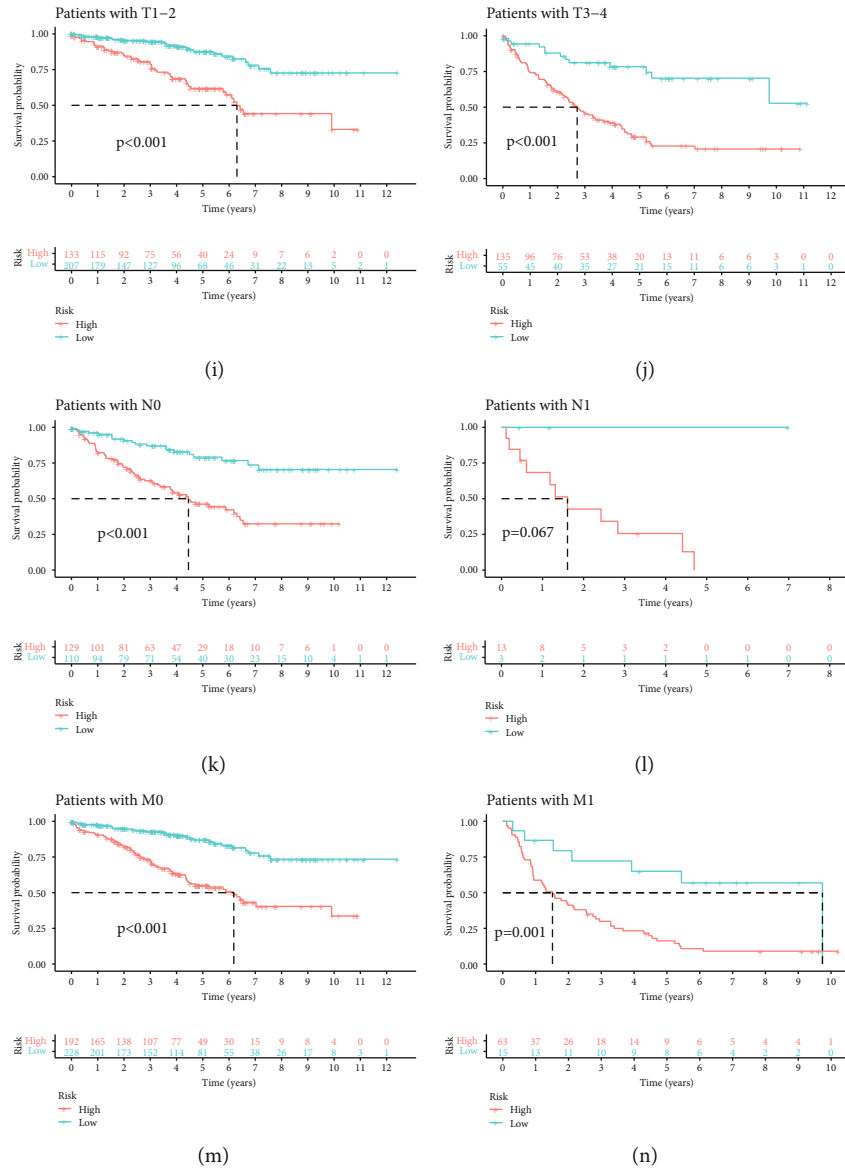 Patients with T1–2
Survival probability
1.00
0.75
0.50
0.25
0.00
p<0.001
0 1 2 3 4 5 6 7 8 9 10 11 12
Time (years)
Risk
High 133 115 92 75 56 40 24 9 7 6 2 0 0
Low 207 179 147 127 96 68 46 31 22 13 5 2 1
0 1 2 3 4 5 6 7 8 9 10 11 12
Time (years)
Risk
High
Low
(i)
Patients with T3–4
Survival probability
1.00
0.75
0.50
0.25
0.00
p<0.001
0 1 2 3 4 5 6 7 8 9 10 11 12
Time (years)
Risk
High 135 96 76 53 38 20 13 11 6 6 3 0 0
Low 55 45 40 35 27 21 15 11 6 6 3 1 0
0 1 2 3 4 5 6 7 8 9 10 11 12
Time (years)
Risk
High
Low
(j)
Patients with N0
Survival probability
1.00
0.75
0.50
0.25
0.00
p<0.001
0 1 2 3 4 5 6 7 8 9 10 11 12
Time (years)
Risk
High 129 101 81 63 47 29 18 10 7 6 1 0 0
Low 110 94 79 71 54 40 30 23 15 10 4 1 1
0 1 2 3 4 5 6 7 8 9 10 11 12
Time (years)
Risk
High
Low
(k)
Patients with N1
Survival probability
1.00
0.75
0.50
0.25
0.00
p=0.067
0 1 2 3 4 5 6 7 8
Time (years)
Risk
High 13 8 5 3 2 0 0 0 0
Low 3 2 1 1 1 1 1 0 0
0 1 2 3 4 5 6 7 8
Time (years)
Risk
High
Low
(l)
Patients with M0
Survival probability
1.00
0.75
0.50
0.25
0.00
p<0.001
0 1 2 3 4 5 6 7 8 9 10 11 12
Time (years)
Risk
High 192 165 138 107 77 49 30 15 9 8 4 0 0
Low 228 201 173 152 114 81 55 38 26 17 8 3 1
0 1 2 3 4 5 6 7 8 9 10 11 12
Time (years)
Risk
High
Low
(m)
Patients with M1
Survival probability
1.00
0.75
0.50
0.25
0.00
p=0.001
0 1 2 3 4 5 6 7 8 9 10
Time (years)
Risk
High 63 37 26 18 14 9 6 5 4 4 1
Low 15 13 11 10 9 8 6 4 2 2 0
0 1 2 3 4 5 6 7 8 9 10
Time (years)
Risk
High
Low
(n)